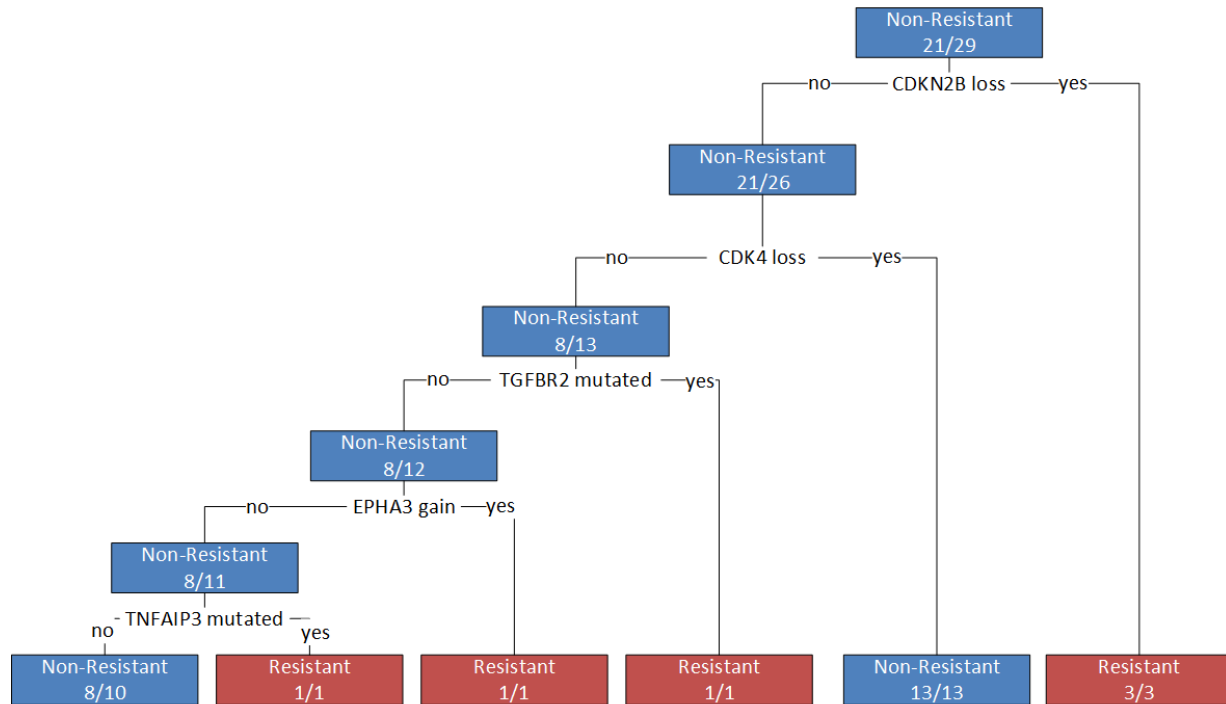 Non-Resistant
21/29
no
CDKN2B loss
yes
Non-Resistant
21/26
no
CDK4 loss
yes
Non-Resistant
8/13
no
TGFBR2 mutated
yes
Non-Resistant
8/12
no
EPHA3 gain
yes
Non-Resistant
8/11
no
TNFAIP3 mutated
yes
Non-Resistant
8/10
Resistant
1/1
Resistant
1/1
Resistant
1/1
Non-Resistant
13/13
Resistant
3/3